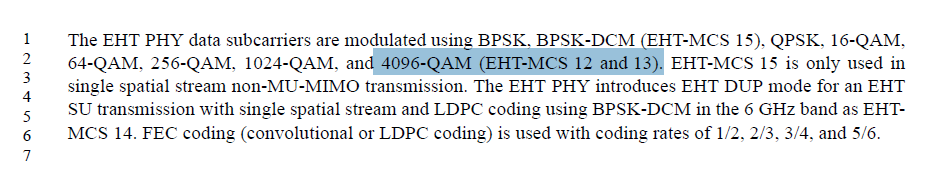 1 The EHT PHY data subcarriers are modulated using BPSK, BPSK-DCM (EHT-MCS 15), QPSK, 16-QAM,
2 64-QAM, 256-QAM, 1024-QAM, and 4096-QAM (EHT-MCS 12 and 13). EHT-MCS 15 is only used in
3 single spatial stream non-MU-MIMO transmission. The EHT PHY introduces EHT DUP mode for an EHT
4 SU transmission with single spatial stream and LDPC coding using BPSK-DCM in the 6 GHz band as EHT-
5 MCS 14. FEC coding (convolutional or LDPC coding) is used with coding rates of 1/2, 2/3, 3/4, and 5/6.
6
7